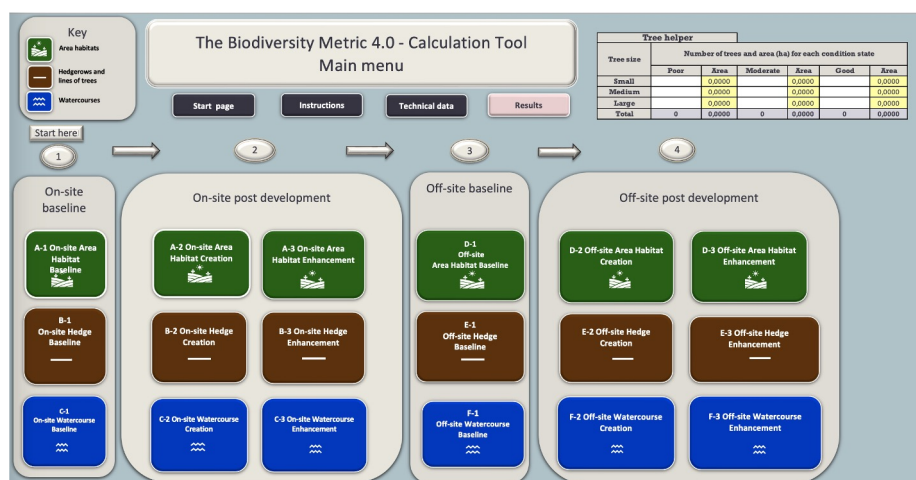 Key
Area habitats
Hedgerows and
lines of trees
Watercourses
The Biodiversity Metric 4.0 - Calculation Tool
Main menu
Start page
Instructions
Technical data
Results
Tree helper
Tree size
Number of trees and area (ha) for each condition state
Poor Area Moderate Area Good Area
Small 0,0000 0,0000 0,0000
Medium 0,0000 0,0000 0,0000
Large 0,0000 0,0000 0,0000
Total 0 0,0000 0 0,0000 0 0,0000
Start here
1
2
3
4
On-site
baseline
A-1 On-site Area
Habitat
Baseline
B-1
On-site Hedge
Baseline
C-1
On-site Watercourse
Baseline
On-site post development
A-2 On-site Area
Habitat Creation
A-3 On-site Area
Habitat Enhancement
B-2 On-site Hedge
Creation
B-3 On-site Hedge
Enhancement
C-2 On-site Watercourse
Creation
C-3 On-site Watercourse
Enhancement
Off-site baseline
D-1
Off-site
Area Habitat Baseline
E-1
Off-site Hedge
Baseline
F-1
Off-site Watercourse
Baseline
Off-site post development
D-2 Off-site Area Habitat
Creation
D-3 Off-site Area Habitat
Enhancement
E-2 Off-site Hedge
Creation
E-3 Off-site Hedge
Enhancement
F-2 Off-site Watercourse
Creation
F-3 Off-site Watercourse
Enhancement